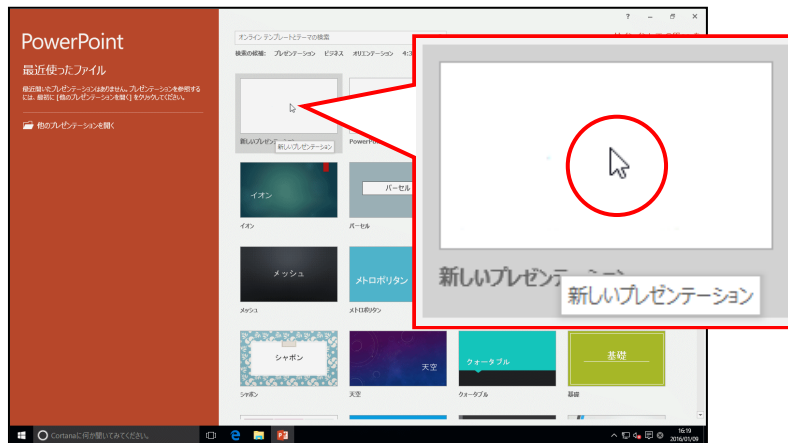 PowerPoint
最近使ったファイル
最近開いたプレゼンテーションはありません。プレゼンテーションを参照する
には、最初に [他のプレゼンテーションを開く] をクリックしてください。
他のプレゼンテーションを開く
オンライン テンプレートとテーマの検索
検索の候補: プレゼンテーション ビジネス オリエンテーション 4:3
新しいプレゼンテーション
新しいプレゼンテーション
イオン
イオン
パーセル
パーセル
メッシュ
メッシュ
メトロポリタン
メトロポリタン
シャボン
シャボン
天空
天空
クォータブル
クォータブル
基礎
基礎
新しいプレゼンテーション
新しいプレゼンテーション
Cortanaに何か聞いてみてください。
16:19
2016/01/09